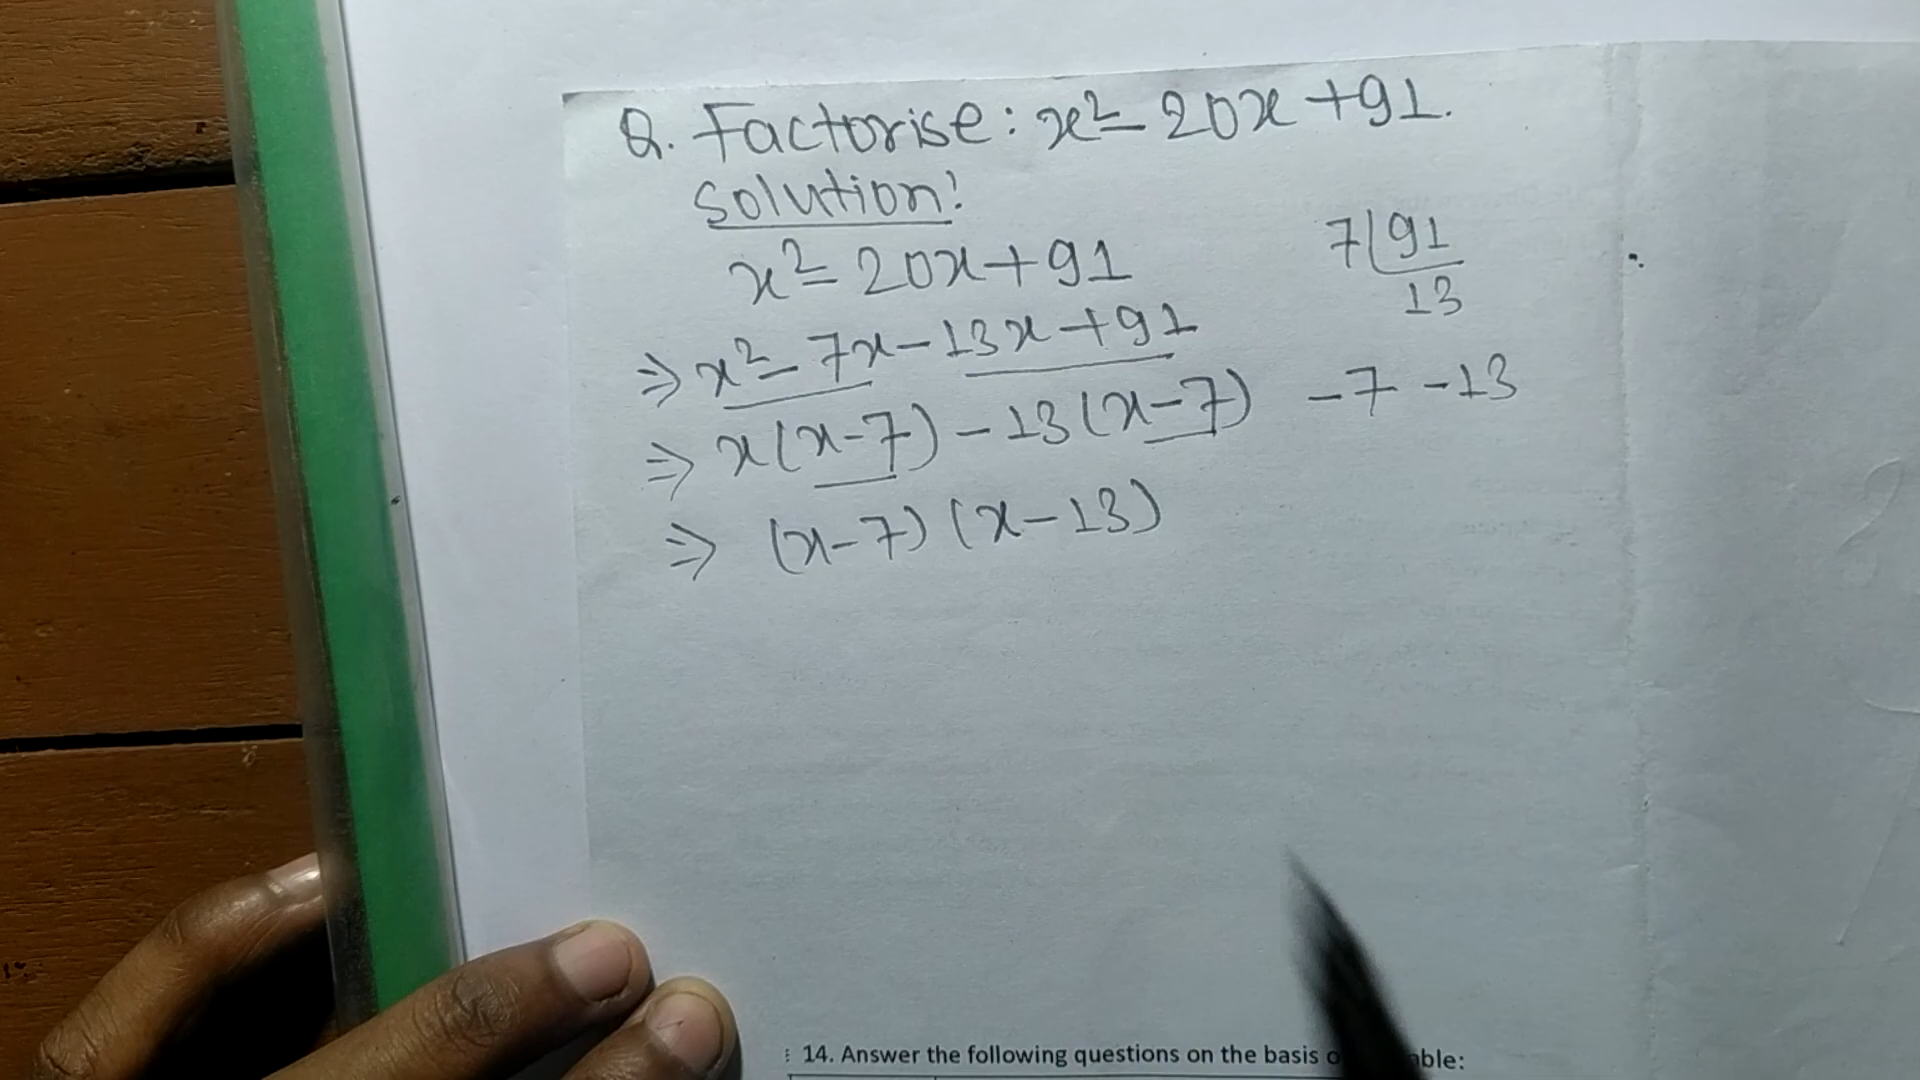 Q. Factorise: x² - 20x + 91.
Solution:
x² - 20x + 91
7 | 91
13
⇒ x² - 7x - 13x + 91
⇒ x(x-7) - 13(x-7)
-7 -13
⇒ (x-7) (x-13)
14. Answer the following questions on the basis